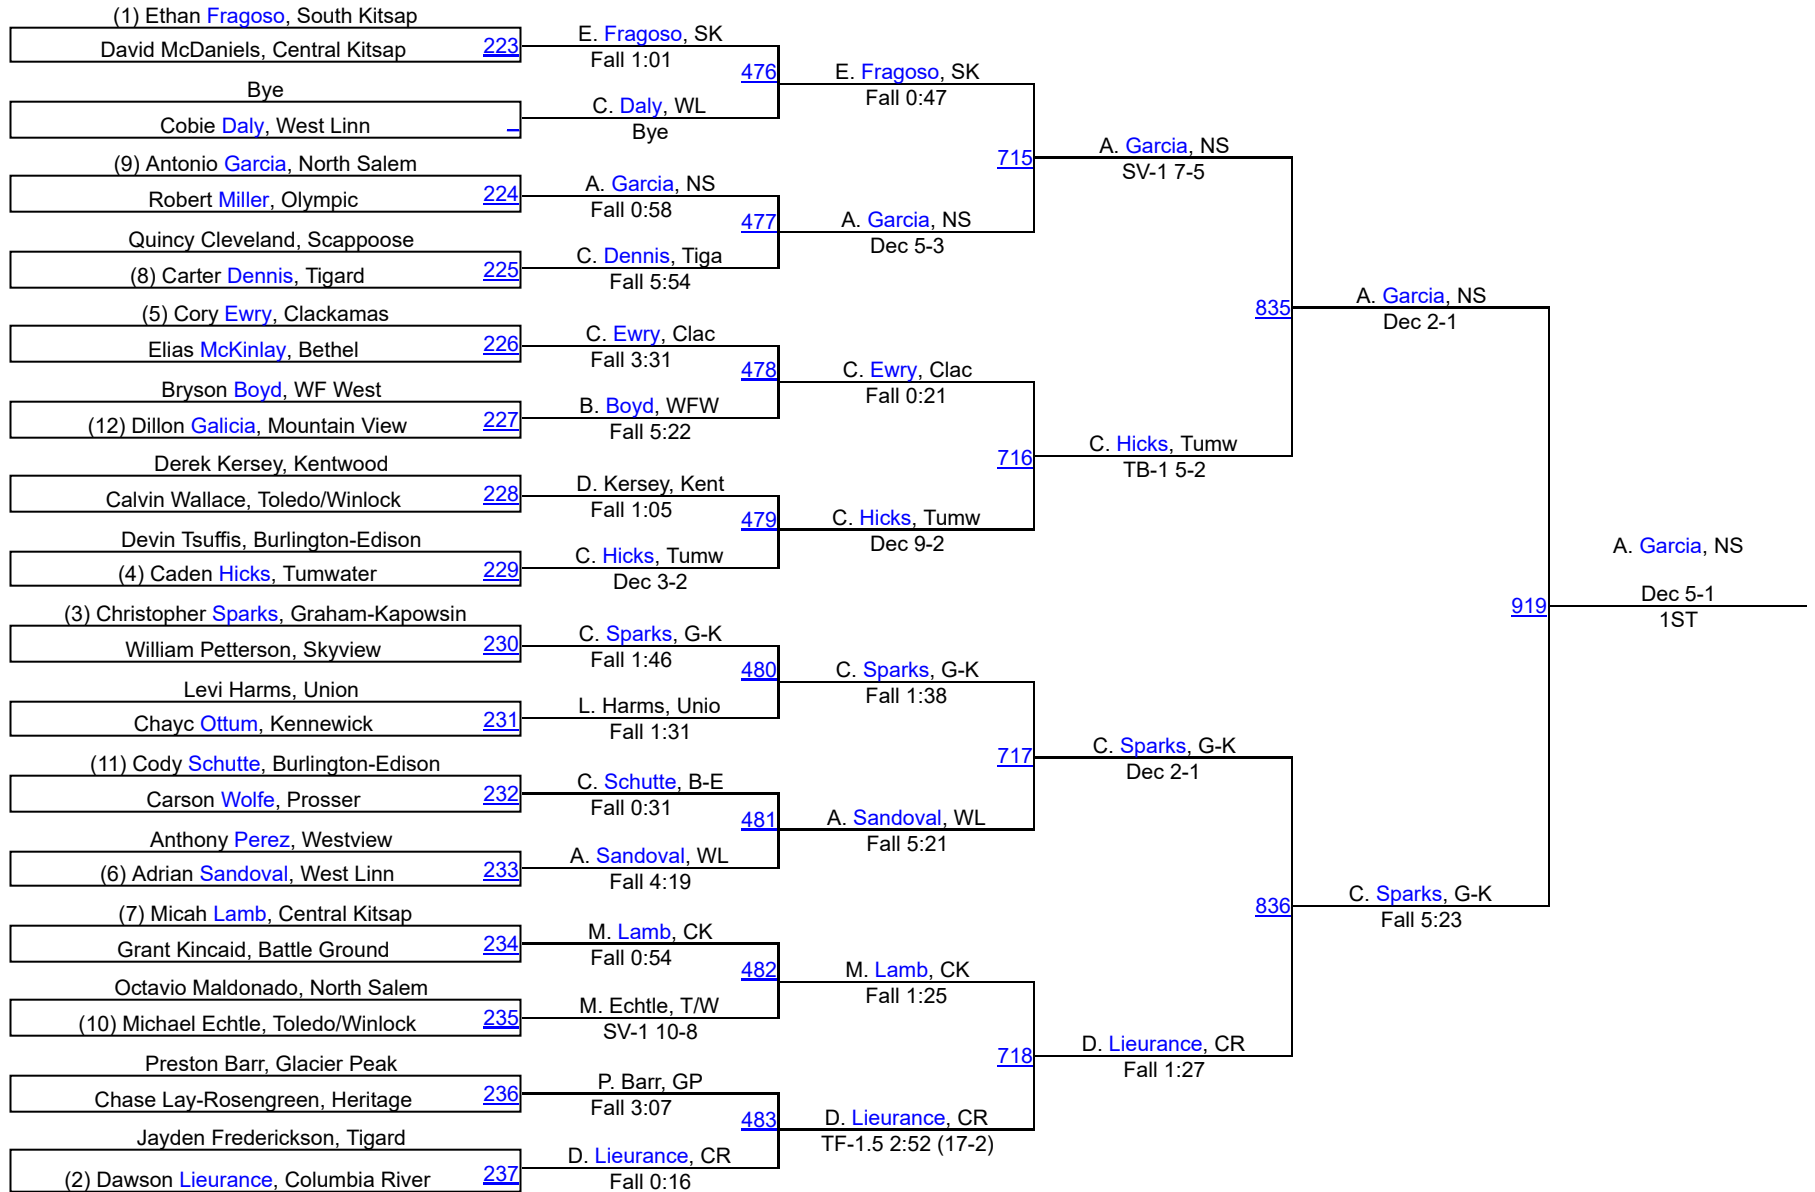 (1) Ethan Fragoso, South Kitsap
David McDaniels, Central Kitsap
223
Bye
Cobie Daly, West Linn
(9) Antonio Garcia, North Salem
Robert Miller, Olympic
224
Quincy Cleveland, Scappoose
(8) Carter Dennis, Tigard
225
(5) Cory Ewry, Clackamas
Elias McKinlay, Bethel
226
Bryson Boyd, WF West
(12) Dillon Galicia, Mountain View
227
Derek Kersey, Kentwood
Calvin Wallace, Toledo/Winlock
228
Devin Tsuffis, Burlington-Edison
(4) Caden Hicks, Tumwater
229
(3) Christopher Sparks, Graham-Kapowsin
William Petterson, Skyview
230
Levi Harms, Union
Chayc Ottum, Kennewick
231
(11) Cody Schutte, Burlington-Edison
Carson Wolfe, Prosser
232
Anthony Perez, Westview
(6) Adrian Sandoval, West Linn
233
(7) Micah Lamb, Central Kitsap
Grant Kincaid, Battle Ground
234
Octavio Maldonado, North Salem
(10) Michael Echtle, Toledo/Winlock
235
Preston Barr, Glacier Peak
Chase Lay-Rosengreen, Heritage
236
Jayden Frederickson, Tigard
(2) Dawson Lieurance, Columbia River
237
E. Fragoso, SK
Fall 1:01
476
C. Daly, WL
Bye
A. Garcia, NS
Fall 0:58
477
C. Dennis, Tiga
Fall 5:54
C. Ewry, Clac
Fall 3:31
478
B. Boyd, WFW
Fall 5:22
D. Kersey, Kent
Fall 1:05
479
C. Hicks, Tumw
Dec 3-2
C. Sparks, G-K
Fall 1:46
480
L. Harms, Unio
Fall 1:31
C. Schutte, B-E
Fall 0:31
481
A. Sandoval, WL
Fall 4:19
M. Lamb, CK
Fall 0:54
482
M. Echtle, T/W
SV-1 10-8
P. Barr, GP
Fall 3:07
483
D. Lieurance, CR
Fall 0:16
E. Fragoso, SK
Fall 0:47
715
A. Garcia, NS
Dec 5-3
C. Ewry, Clac
Fall 0:21
716
C. Hicks, Tumw
Dec 9-2
C. Sparks, G-K
Fall 1:38
717
A. Sandoval, WL
Fall 5:21
M. Lamb, CK
Fall 1:25
718
D. Lieurance, CR
TF-1.5 2:52 (17-2)
A. Garcia, NS
SV-1 7-5
835
C. Hicks, Tumw
TB-1 5-2
C. Sparks, G-K
Dec 2-1
836
D. Lieurance, CR
Fall 1:27
A. Garcia, NS
Dec 2-1
919
C. Sparks, G-K
Fall 5:23
A. Garcia, NS
Dec 5-1
1ST